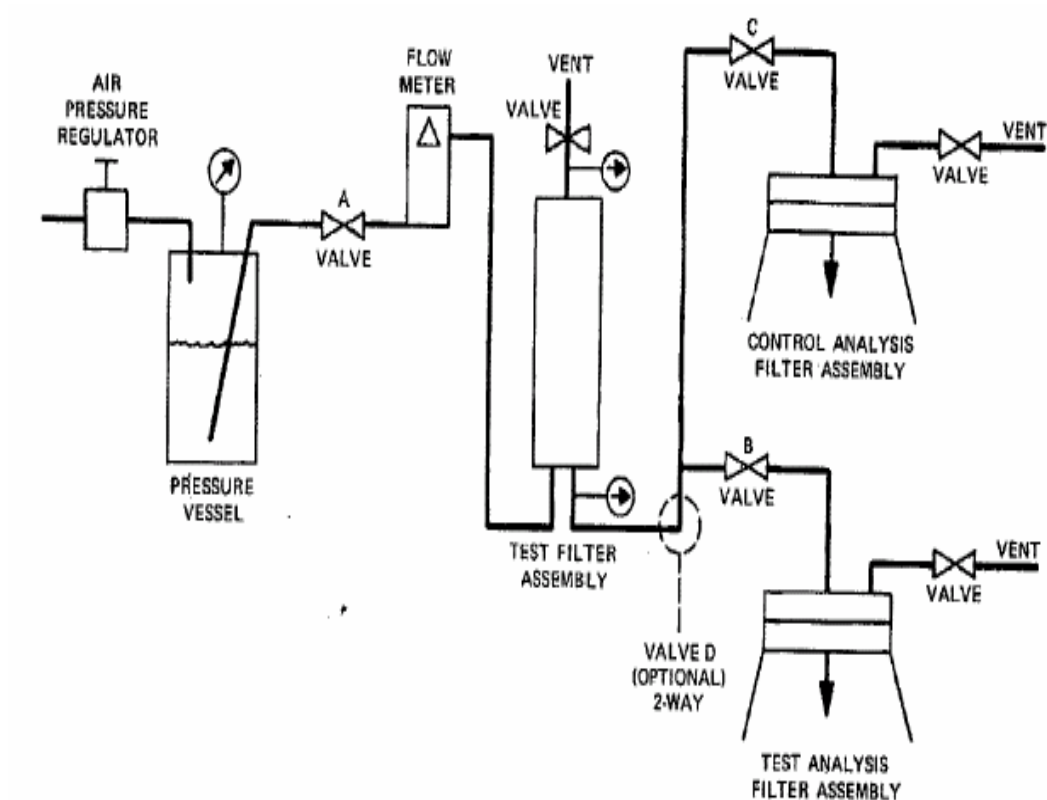 AIR
PRESSURE
REGULATOR
PRESSURE
VESSEL
A
VALVE
FLOW
METER
VENT
VALVE
TEST FILTER
ASSEMBLY
C
VALVE
VALVE
VENT
CONTROL ANALYSIS
FILTER ASSEMBLY
B
VALVE
VALVE D
(OPTIONAL)
2-WAY
VALVE
VENT
TEST ANALYSIS
FILTER ASSEMBLY